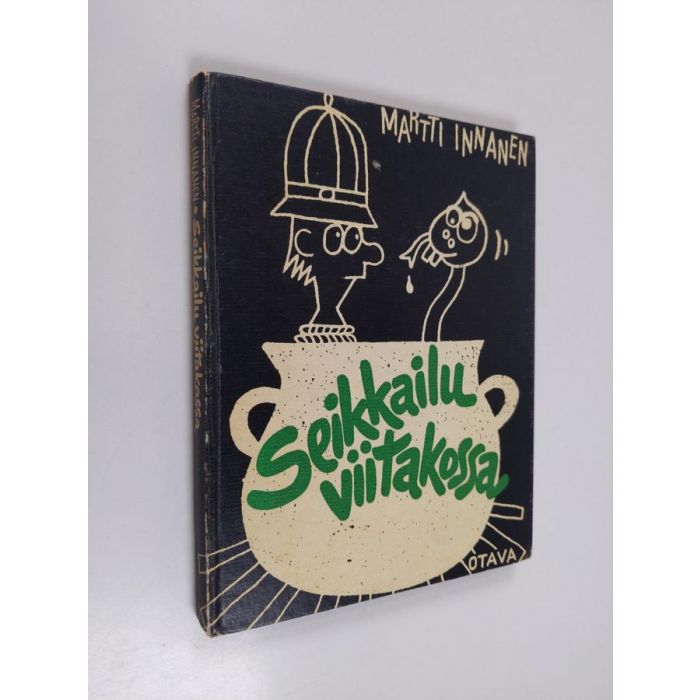 MARTTI INNANEN
Seikkailu
viitakossa
OTAVA
MARTTI INNANEN • Seikkailu viitakossa